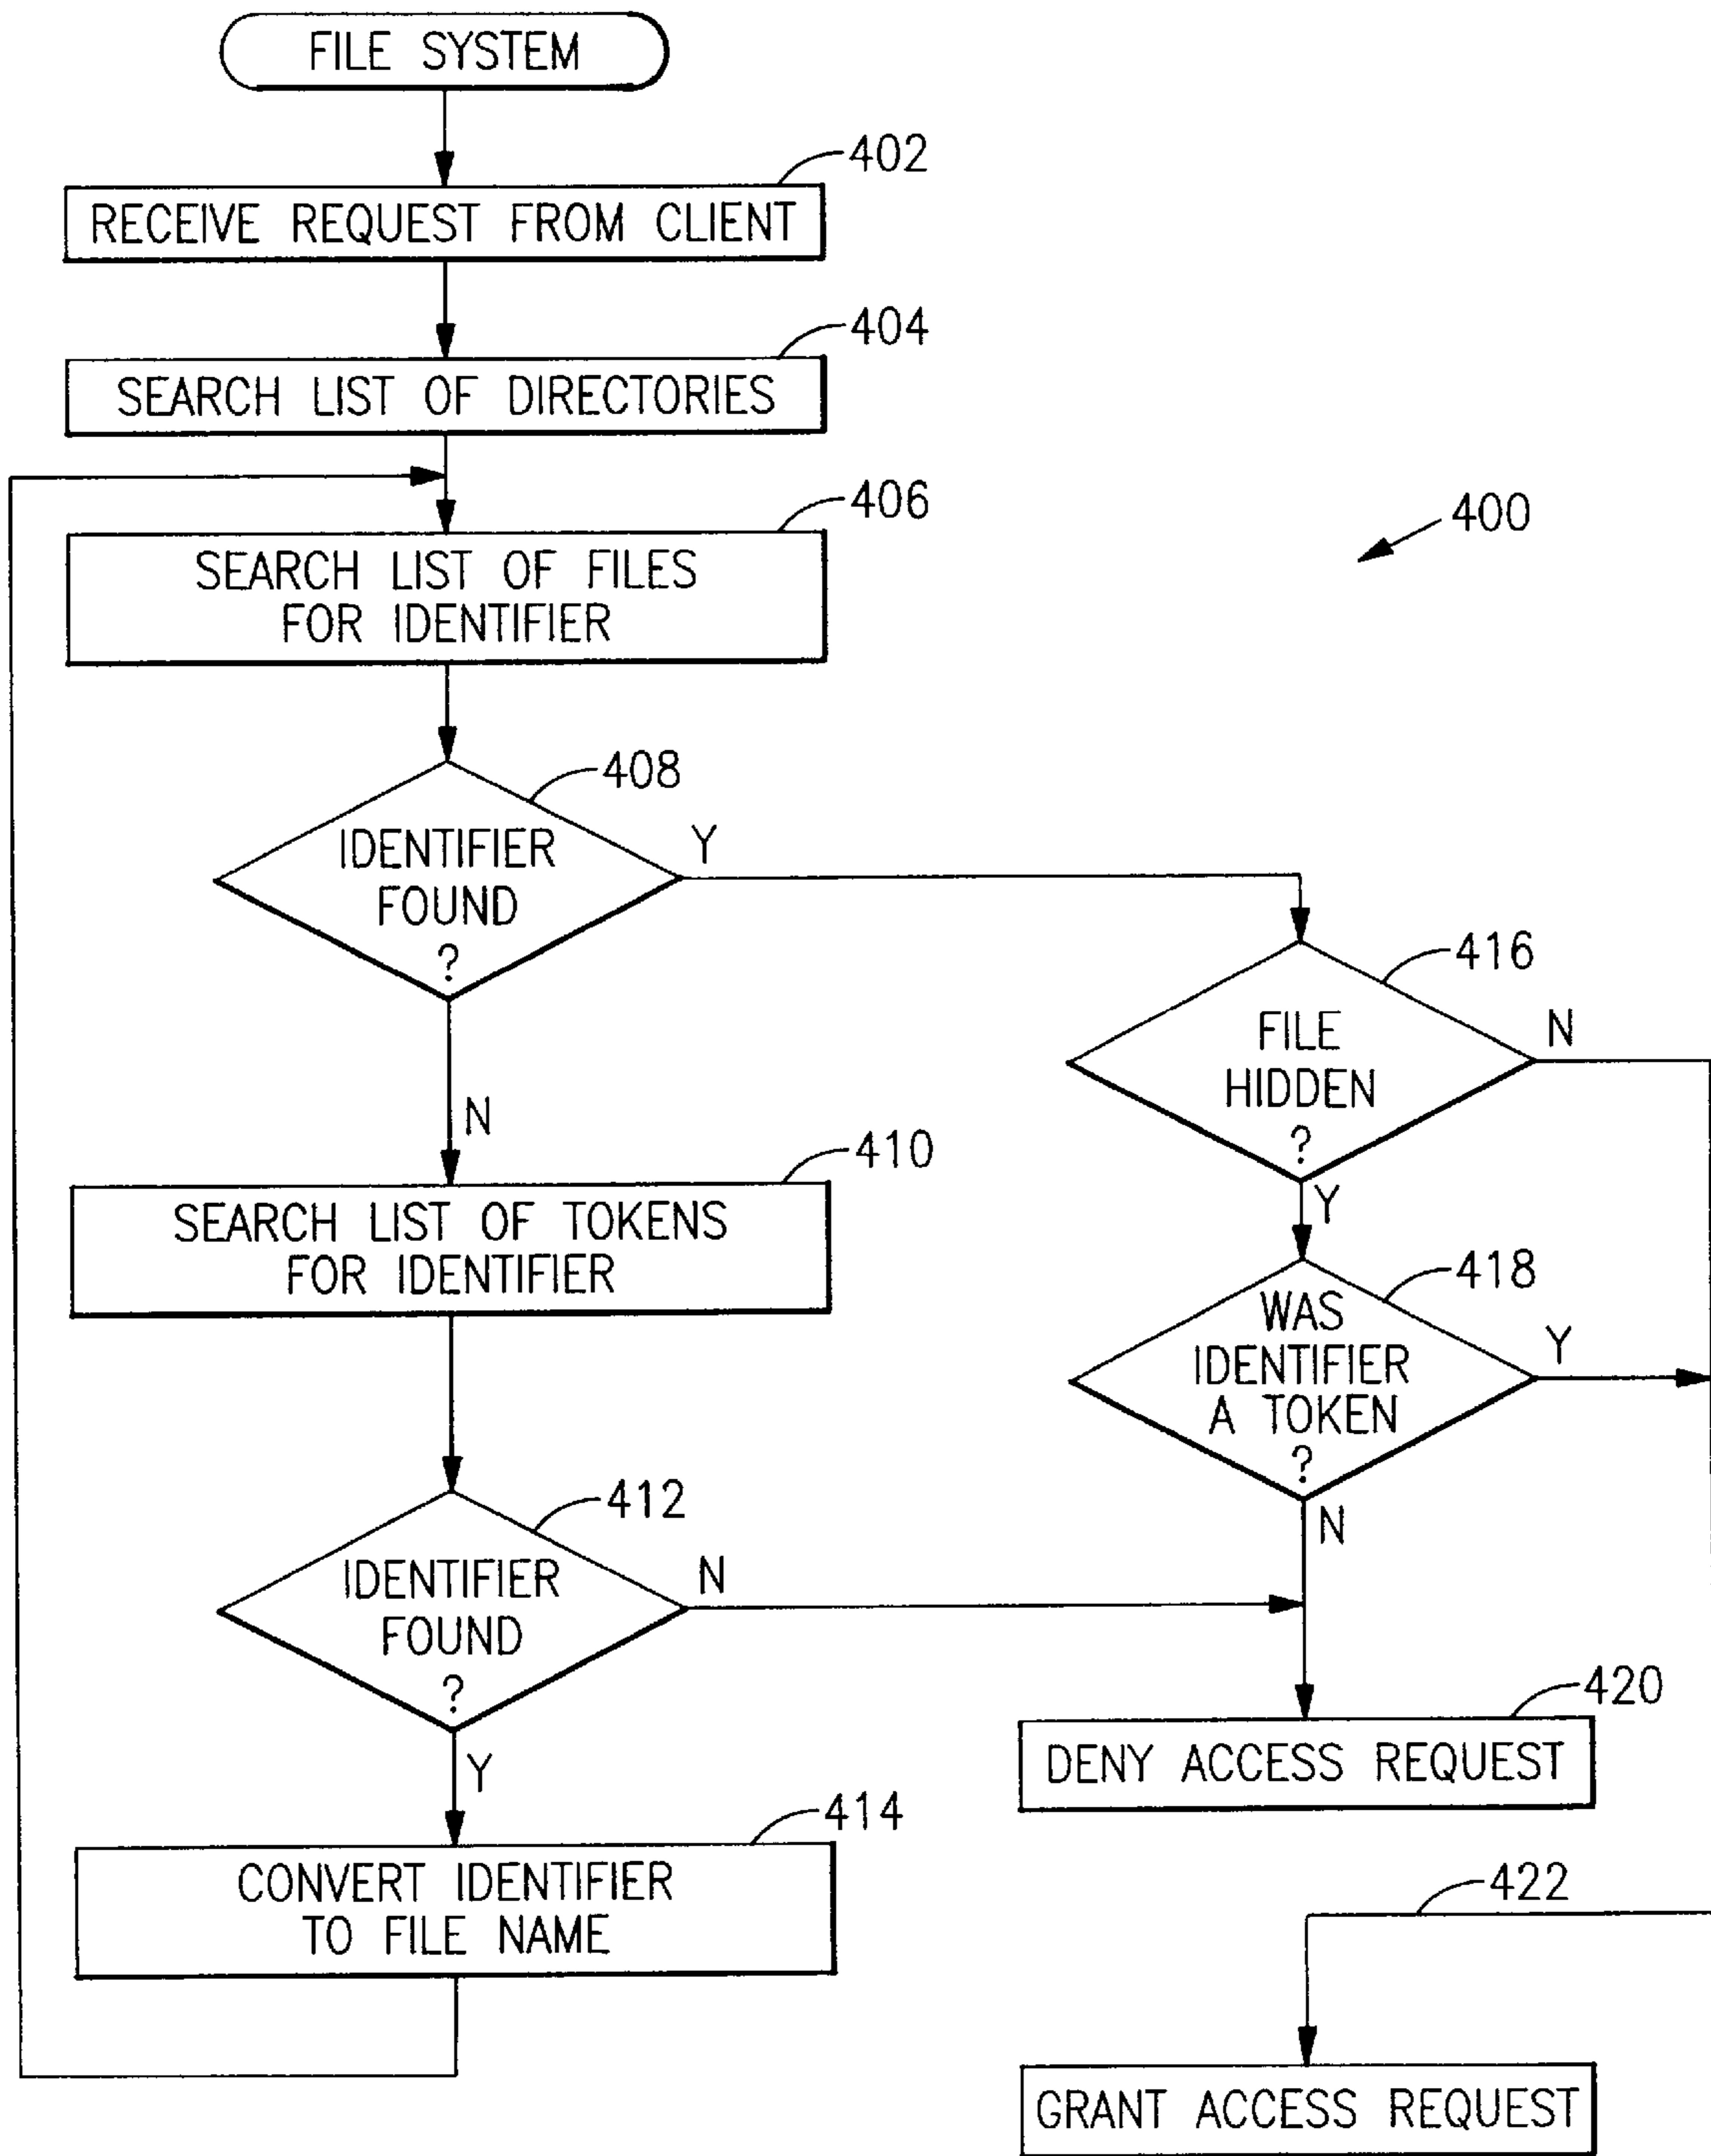 FILE SYSTEM
402
RECEIVE REQUEST FROM CLIENT
404
SEARCH LIST OF DIRECTORIES
406
SEARCH LIST OF FILES
FOR IDENTIFIER
400
408
IDENTIFIER
FOUND
?
Y
N
416
FILE
HIDDEN
?
N
Y
410
SEARCH LIST OF TOKENS
FOR IDENTIFIER
418
WAS
IDENTIFIER
A TOKEN
?
Y
N
412
IDENTIFIER
FOUND
?
N
Y
420
DENY ACCESS REQUEST
414
CONVERT IDENTIFIER
TO FILE NAME
422
GRANT ACCESS REQUEST